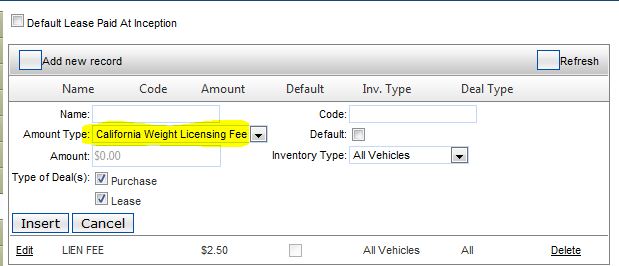 Default Lease Paid At Inception
Add new record Refresh
Name Code Amount Default Inv. Type Deal Type
Name: Code:
Amount Type: California Weight Licensing Fee Default:
Amount: $0.00 Inventory Type: All Vehicles
Type of Deal(s): Purchase
Lease
Insert Cancel
Edit LIEN FEE $2.50 All Vehicles All Delete